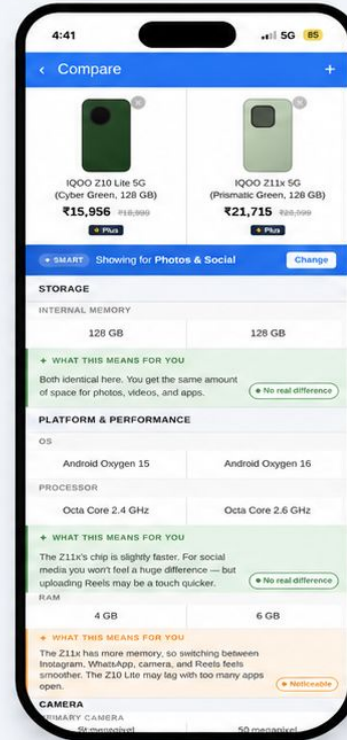 4:41 5G 85
‹ Compare +
IQOO Z10 Lite 5G
(Cyber Green, 128 GB)
₹15,956 ₹18,999
+ Plus
IQOO Z11x 5G
(Prismatic Green, 128 GB)
₹21,715
+ Plus
✦ SMART Showing for Photos & Social Change
STORAGE
INTERNAL MEMORY
128 GB 128 GB
✦ WHAT THIS MEANS FOR YOU
Both identical here. You get the same amount
of space for photos, videos, and apps.
No real difference
PLATFORM & PERFORMANCE
OS
Android Oxygen 15 Android Oxygen 16
PROCESSOR
Octa Core 2.4 GHz Octa Core 2.6 GHz
✦ WHAT THIS MEANS FOR YOU
The Z11x's chip is slightly faster. For social
media you won't feel a huge difference — but
uploading Reels may be a touch quicker.
No real difference
RAM
4 GB 6 GB
✦ WHAT THIS MEANS FOR YOU
The Z11x has more memory, so switching between
Instagram, WhatsApp, camera, and Reels feels
smoother. The Z10 Lite may lag with too many apps
open.
Noticeable
CAMERA
PRIMARY CAMERA
50 megapixel